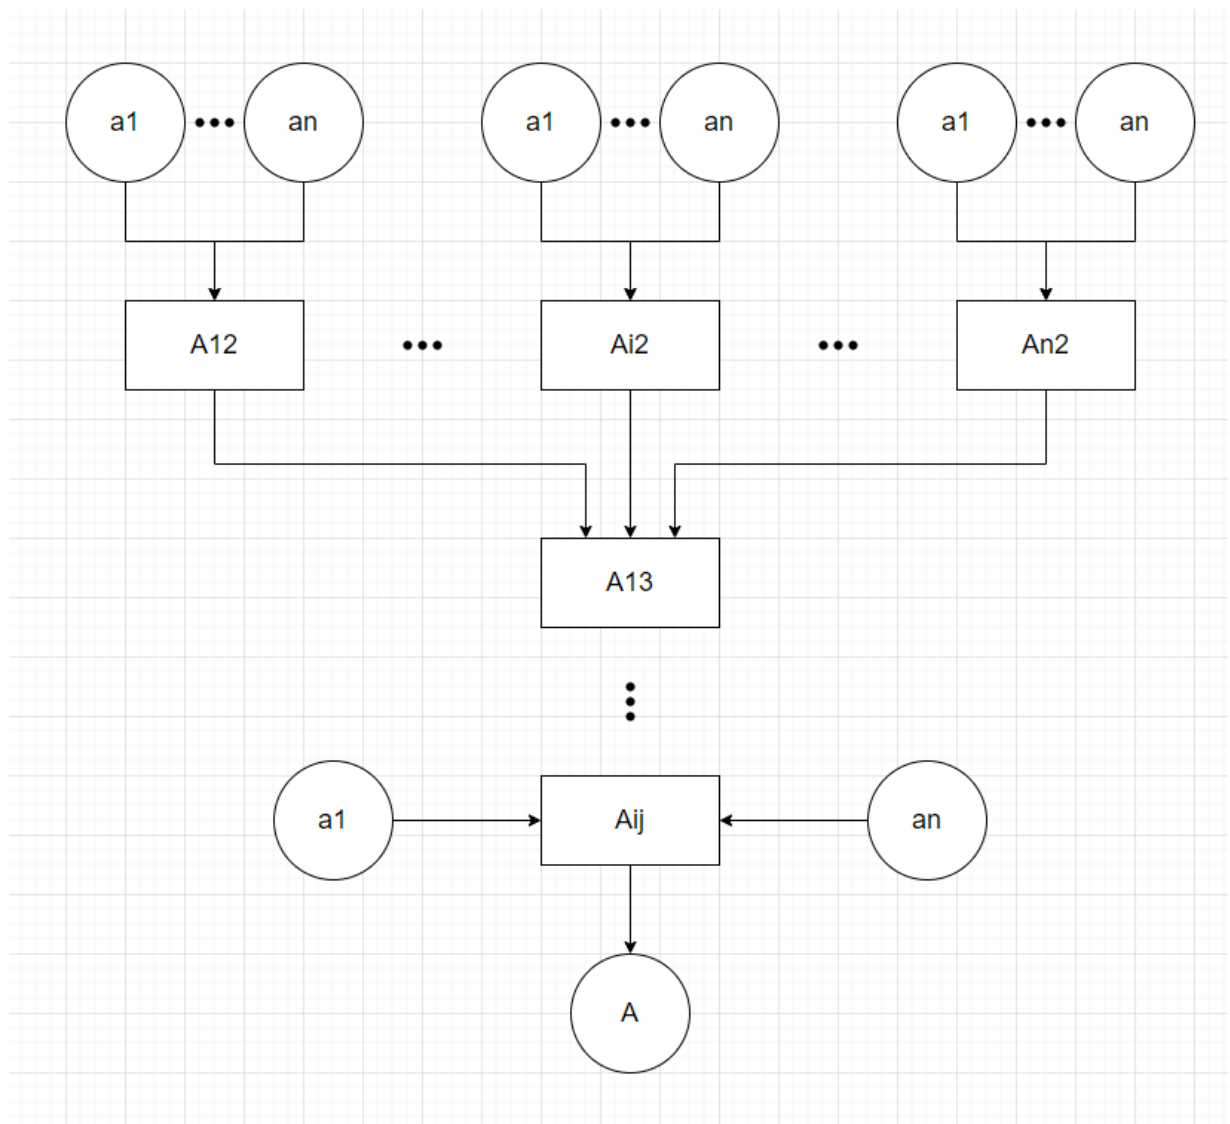 a1 ••• an a1 ••• an a1 ••• an
A12 ••• Ai2 ••• An2
A13
a1 Aij an
A